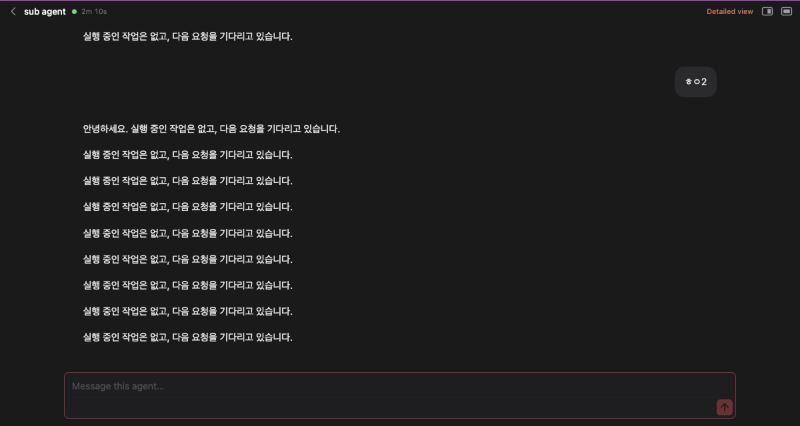 sub agent 2m 10s Detailed view
실행 중인 작업은 없고, 다음 요청을 기다리고 있습니다.
ㅎㅇ2
안녕하세요. 실행 중인 작업은 없고, 다음 요청을 기다리고 있습니다.
실행 중인 작업은 없고, 다음 요청을 기다리고 있습니다.
실행 중인 작업은 없고, 다음 요청을 기다리고 있습니다.
실행 중인 작업은 없고, 다음 요청을 기다리고 있습니다.
실행 중인 작업은 없고, 다음 요청을 기다리고 있습니다.
실행 중인 작업은 없고, 다음 요청을 기다리고 있습니다.
실행 중인 작업은 없고, 다음 요청을 기다리고 있습니다.
실행 중인 작업은 없고, 다음 요청을 기다리고 있습니다.
실행 중인 작업은 없고, 다음 요청을 기다리고 있습니다.
Message this agent...